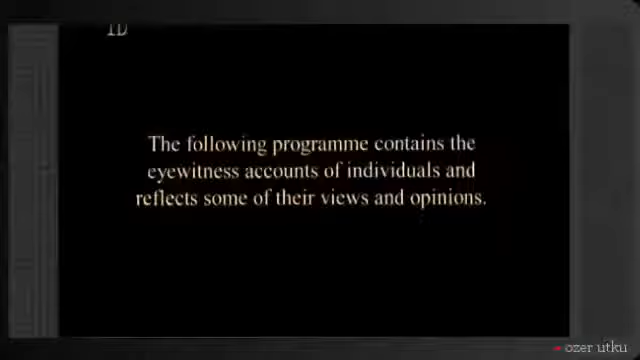 The following programme contains the
eyewitness accounts of individuals and
reflects some of their views and opinions.
ozer utku